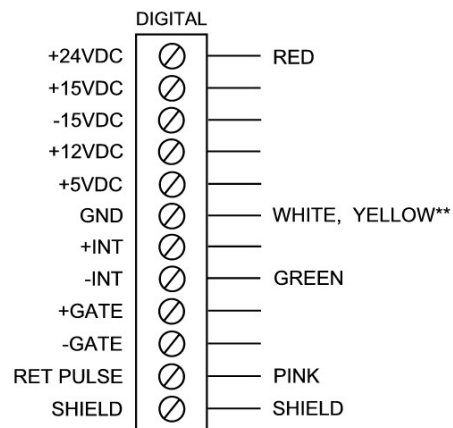 DIGITAL
+24VDC RED
+15VDC
-15VDC
+12VDC
+5VDC
GND WHITE, YELLOW**
+INT
-INT GREEN
+GATE
-GATE
RET PULSE PINK
SHIELD SHIELD